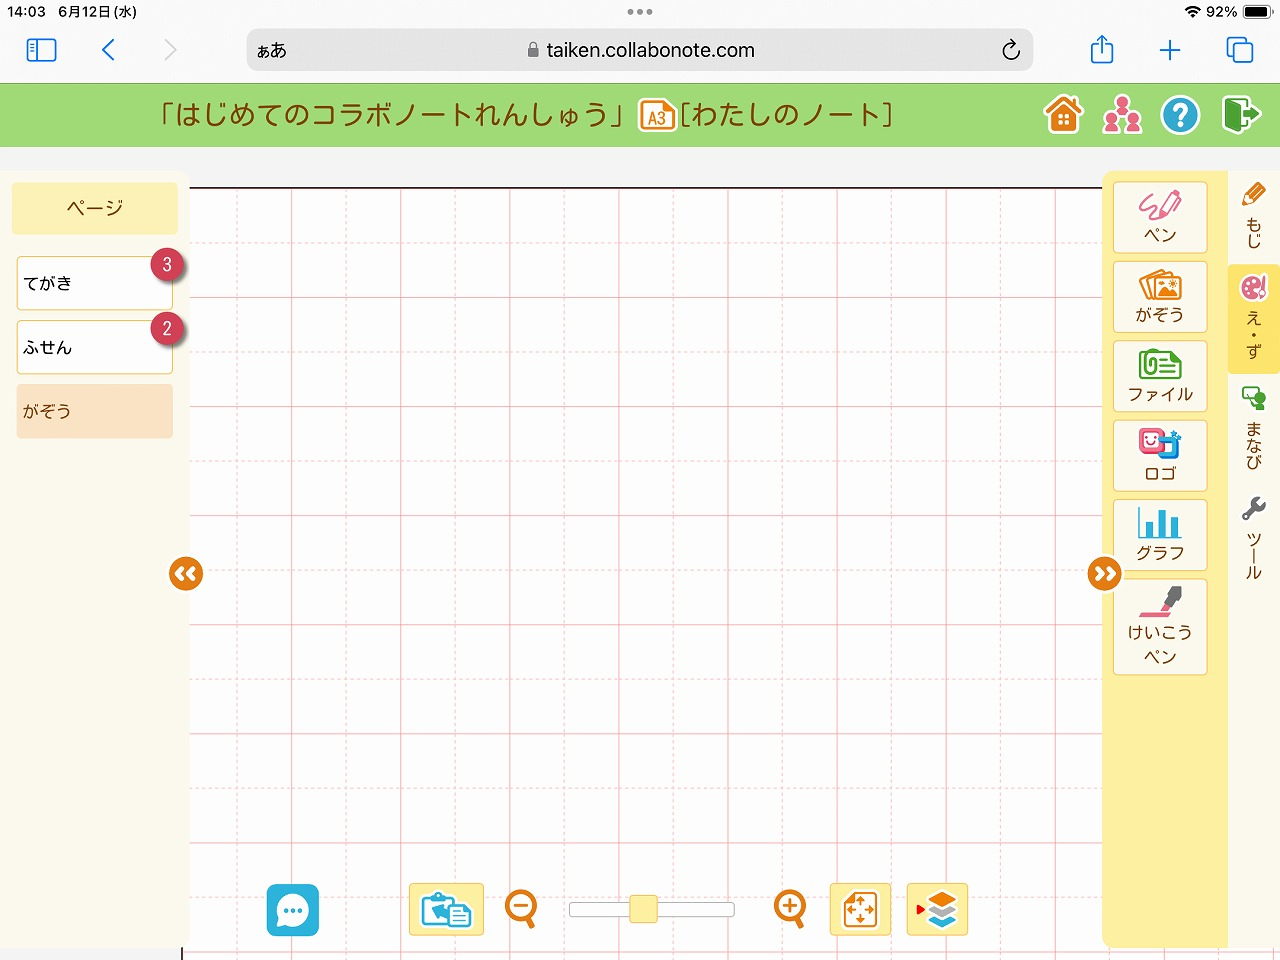 14:03 6月12日(水)
92%
ぁあ
taiken.collabonote.com
「はじめてのコラボノートれんしゅう」 A3 [わたしのノート]
?
ページ
てがき
3
ふせん
2
がぞう
ペン
がぞう
ファイル
ロゴ
グラフ
けいこう
ペン
もじ
え・ず
まなび
ツール